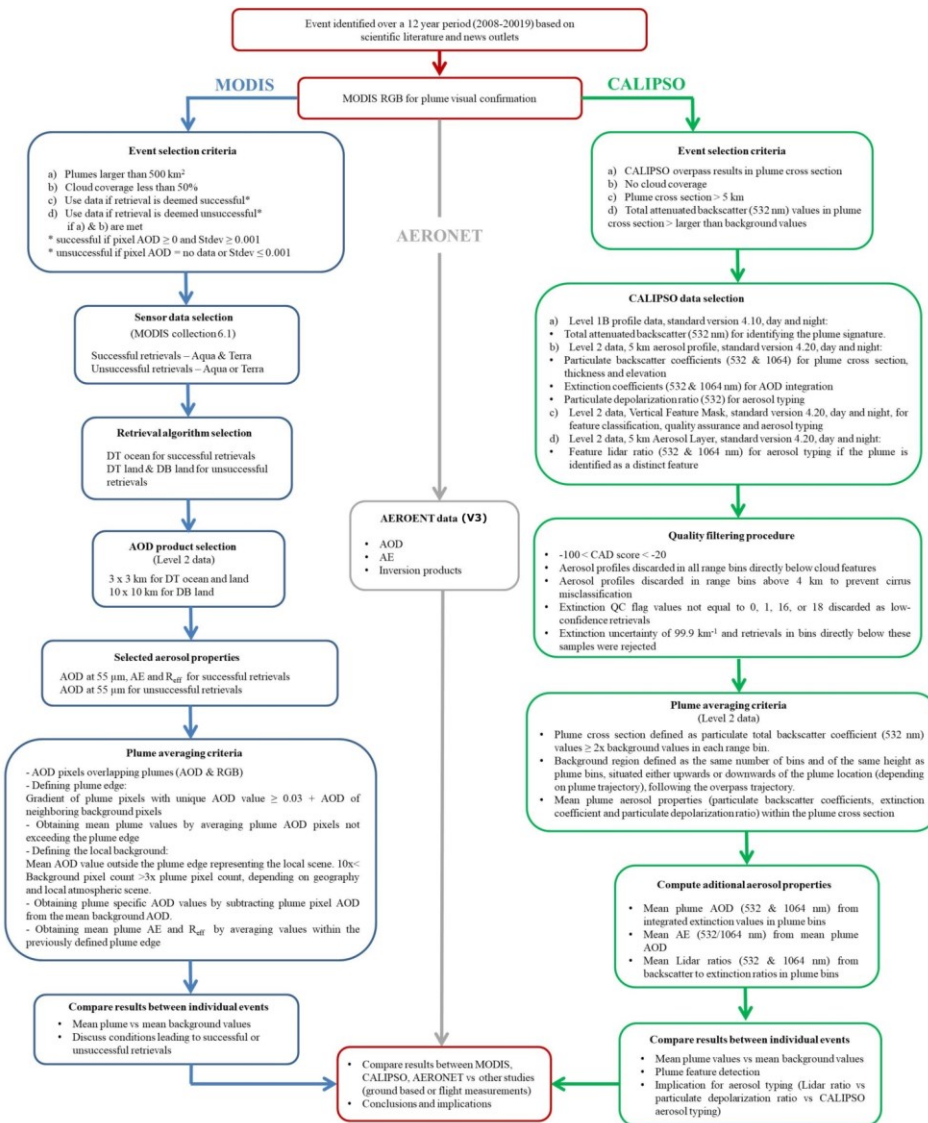 Event identified over a 12 year period (2008-20019) based on
scientific literature and news outlets
MODIS
CALIPSO
MODIS RGB for plume visual confirmation
Event selection criteria
a) Plumes larger than 500 km²
b) Cloud coverage less than 50%
c) Use data if retrieval is deemed successful*
d) Use data if retrieval is deemed unsuccessful*
if a) & b) are met
* successful if pixel AOD ≥ 0 and Stdev ≥ 0.001
* unsuccessful if pixel AOD = no data or Stdev ≤ 0.001
Sensor data selection
(MODIS collection 6.1)
Successful retrievals – Aqua & Terra
Unsuccessful retrievals – Aqua or Terra
Retrieval algorithm selection
DT ocean for successful retrievals
DT land & DB land for unsuccessful
retrievals
AOD product selection
(Level 2 data)
3 x 3 km for DT ocean and land
10 x 10 km for DB land
Selected aerosol properties
AOD at 55 µm, AE and Reff for successful retrievals
AOD at 55 µm for unsuccessful retrievals
Plume averaging criteria
- AOD pixels overlapping plumes (AOD & RGB)
- Defining plume edge:
Gradient of plume pixels with unique AOD value ≥ 0.03 + AOD of
neighboring background pixels
- Obtaining mean plume values by averaging plume AOD pixels not
exceeding the plume edge
- Defining the local background:
Mean AOD value outside the plume edge representing the local scene. 10x<
Background pixel count >3x plume pixel count, depending on geography
and local atmospheric scene.
- Obtaining plume specific AOD values by subtracting plume pixel AOD
from the mean background AOD.
- Obtaining mean plume AE and Reff by averaging values within the
previously defined plume edge
Compare results between individual events
• Mean plume vs mean background values
• Discuss conditions leading to successful or
unsuccessful retrievals
AERONET
AEROENT data (V3)
• AOD
• AE
• Inversion products
Event selection criteria
a) CALIPSO overpass results in plume cross section
b) No cloud coverage
c) Plume cross section > 5 km
d) Total attenuated backscatter (532 nm) values in plume
cross section > larger than background values
CALIPSO data selection
a) Level 1B profile data, standard version 4.10, day and night:
• Total attenuated backscatter (532 nm) for identifying the plume signature.
b) Level 2 data, 5 km aerosol profile, standard version 4.20, day and night:
• Particulate backscatter coefficients (532 & 1064) for plume cross section,
thickness and elevation
• Extinction coefficients (532 & 1064 nm) for AOD integration
• Particulate depolarization ratio (532) for aerosol typing
c) Level 2 data, Vertical Feature Mask, standard version 4.20, day and night, for
feature classification, quality assurance and aerosol typing
d) Level 2 data, 5 km Aerosol Layer, standard version 4.20, day and night:
• Feature lidar ratio (532 & 1064 nm) for aerosol typing if the plume is
identified as a distinct feature
Quality filtering procedure
• -100 < CAD score < -20
• Aerosol profiles discarded in all range bins directly below cloud features
• Aerosol profiles discarded in range bins above 4 km to prevent cirrus
misclassification
• Extinction QC flag values not equal to 0, 1, 16, or 18 discarded as low-
confidence retrievals
• Extinction uncertainty of 99.9 km⁻¹ and retrievals in bins directly below these
samples were rejected
Plume averaging criteria
(Level 2 data)
• Plume cross section defined as particulate total backscatter coefficient (532 nm)
values ≥ 2x background values in each range bin.
• Background region defined as the same number of bins and of the same height as
plume bins, situated either upwards or downwards of the plume location (depending
on plume trajectory), following the overpass trajectory.
• Mean plume aerosol properties (particulate backscatter coefficients, extinction
coefficient and particulate depolarization ratio) within the plume cross section
Compute aditional aerosol properties
• Mean plume AOD (532 & 1064 nm) from
integrated extinction values in plume bins
• Mean AE (532/1064 nm) from mean plume
AOD
• Mean Lidar ratios (532 & 1064 nm) from
backscatter to extinction ratios in plume bins
Compare results between individual events
• Mean plume values vs mean background values
• Plume feature detection
• Implication for aerosol typing (Lidar ratio vs
particulate depolarization ratio vs CALIPSO
aerosol typing)
• Compare results between MODIS,
CALIPSO, AERONET vs other studies
(ground based or flight measurements)
• Conclusions and implications